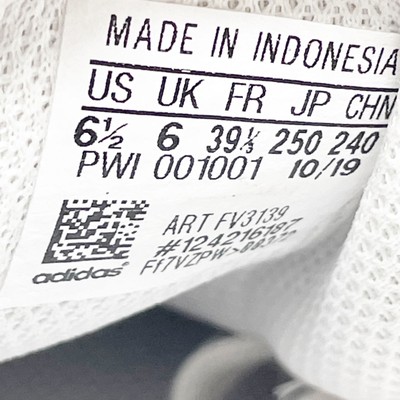 MADE IN INDONESIA
US UK FR JP CHN
6½ 6 39⅓ 250 240
PWI 001001 10/19
ART FV3139
#124216187
adidas